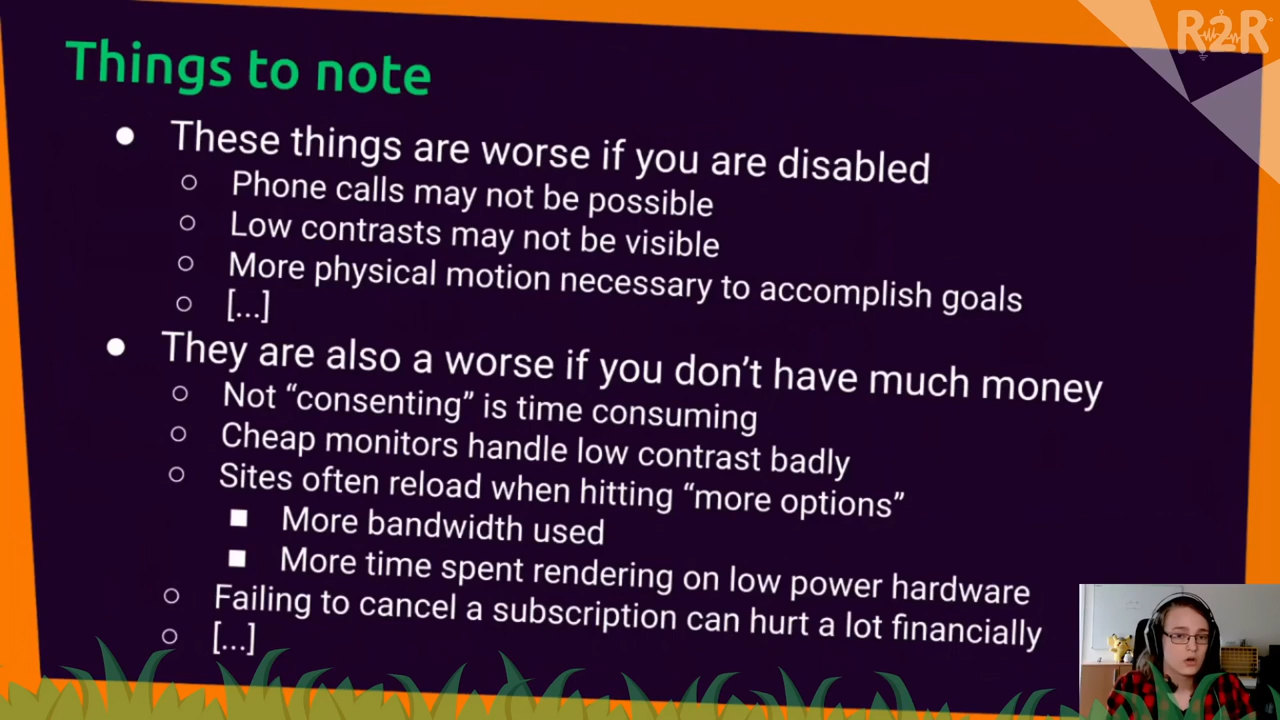 R2R
Things to note
These things are worse if you are disabled
Phone calls may not be possible
Low contrasts may not be visible
More physical motion necessary to accomplish goals
[...]
They are also a worse if you don’t have much money
Not “consenting” is time consuming
Cheap monitors handle low contrast badly
Sites often reload when hitting “more options”
More bandwidth used
More time spent rendering on low power hardware
Failing to cancel a subscription can hurt a lot financially
[...]